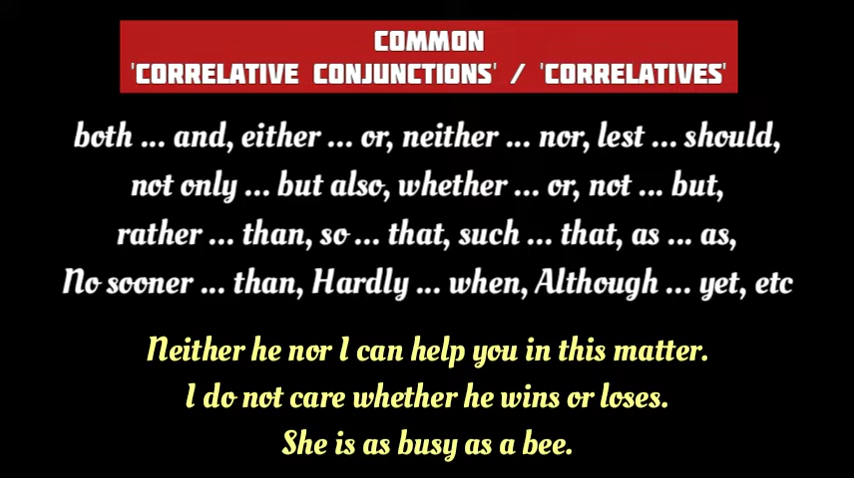 COMMON
'CORRELATIVE CONJUNCTIONS' / 'CORRELATIVES'
both ... and, either ... or, neither ... nor, lest ... should,
not only ... but also, whether ... or, not ... but,
rather ... than, so ... that, such ... that, as ... as,
No sooner ... than, Hardly ... when, Although ... yet, etc
Neither he nor I can help you in this matter.
I do not care whether he wins or loses.
She is as busy as a bee.